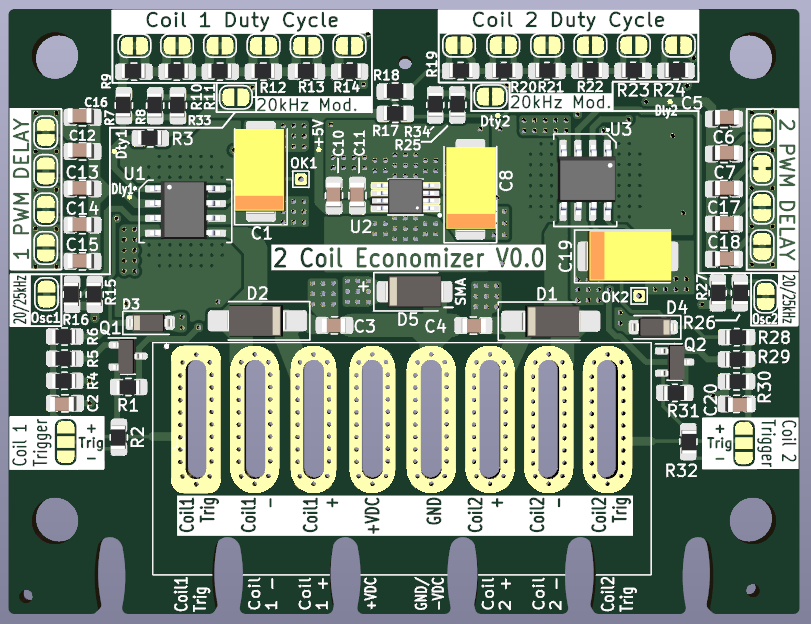 Coil 1 Duty Cycle
Coil 2 Duty Cycle
R9
R10
R11
R12
R13
R14
R19
R20
R21
R22
R23
R24
20kHz Mod.
20kHz Mod.
R7
R8
R33
R18
R17
R34
R25
Dty2
Dly2
C5
C16
C12
C13
C14
C15
1 PWM DELAY
Dty1
Dly1
R3
U1
C1
OK1
+5V
C10
C11
U2
C8
U3
C6
C7
C17
C18
2 PWM DELAY
C19
OK2
2 Coil Economizer V0.0
20/25kHz
Osc1
R15
R16
D3
Q1
D2
+
D5
SMA
C3
C4
D1
D4
R26
R27
Osc2
20/25kHz
Q2
R6
R5
R4
C2
R1
R2
R28
R29
R30
C20
R31
R32
Coil 1
Trigger
+
Trig
−
Coil 2
Trigger
+
Trig
−
Coil1
Trig
Coil1
−
Coil1
+
+VDC
GND
Coil2
+
Coil2
−
Coil2
Trig
Coil1
Trig
Coil
1 −
Coil
1 +
+VDC
GND/
−VDC
Coil
2 +
Coil
2 −
Coil2
Trig